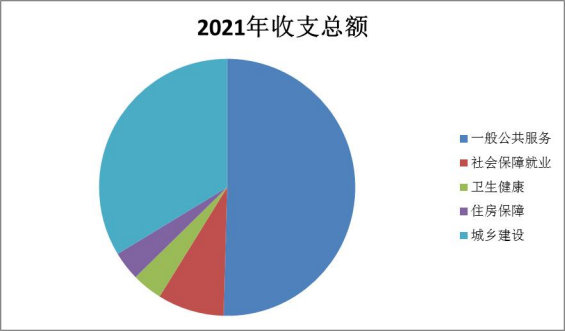 2021年收支总额
一般公共服务
社会保障就业
卫生健康
住房保障
城乡建设